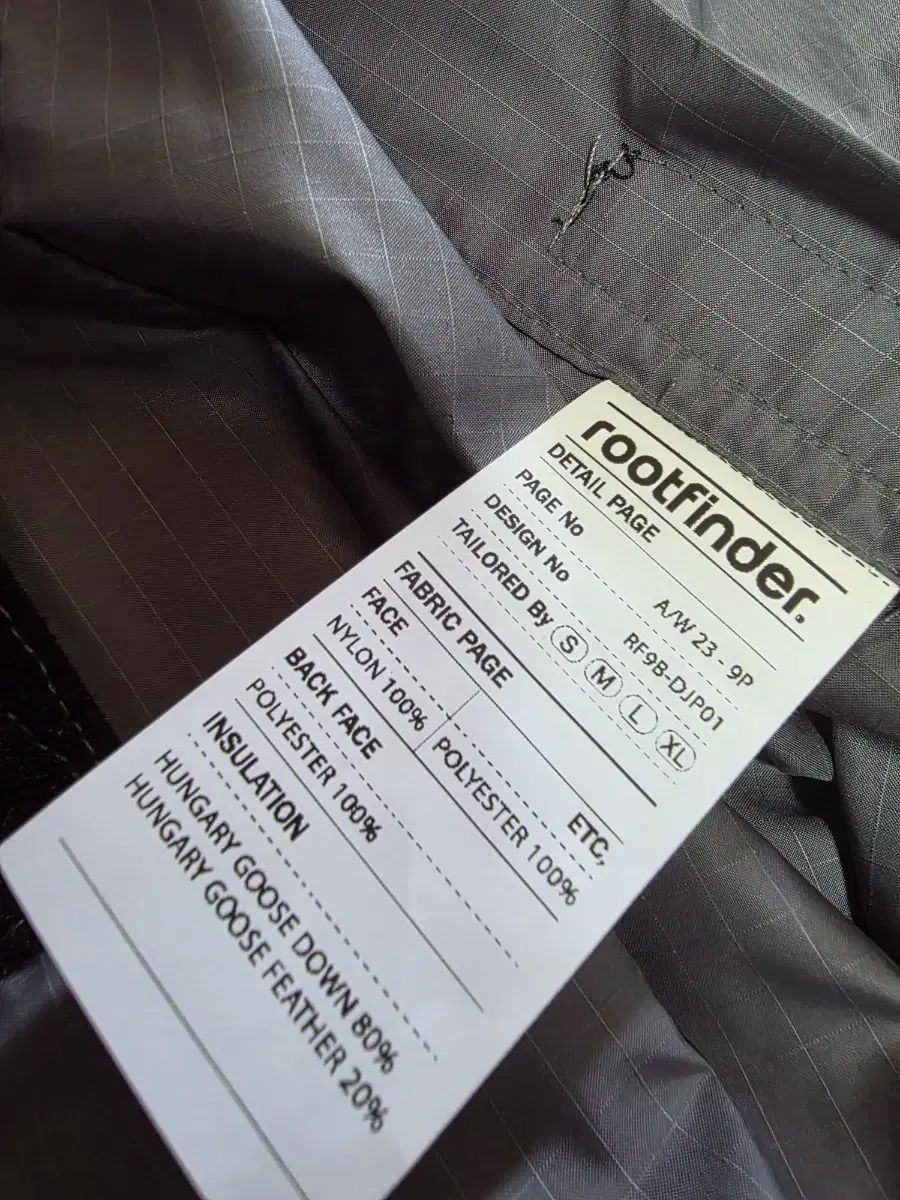 rootfinder.
DETAIL PAGE
PAGE No A/W 23 - 9P
DESIGN No RF9B-DJP01
TAILORED By S M L XL
FABRIC PAGE
FACE ETC,
NYLON 100% POLYESTER 100%
BACK FACE
POLYESTER 100%
INSULATION
HUNGARY GOOSE DOWN 80%
HUNGARY GOOSE FEATHER 20%